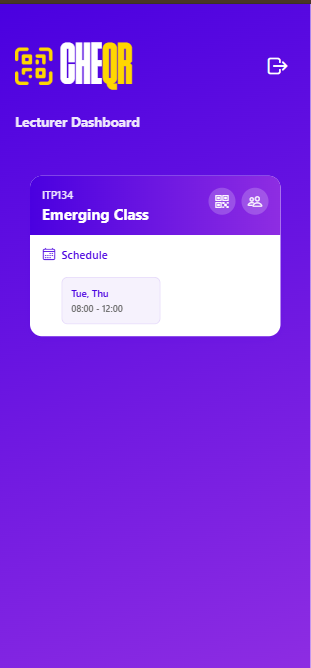 CHEQR
Lecturer Dashboard
ITP134
Emerging Class
Schedule
Tue, Thu
08:00 - 12:00